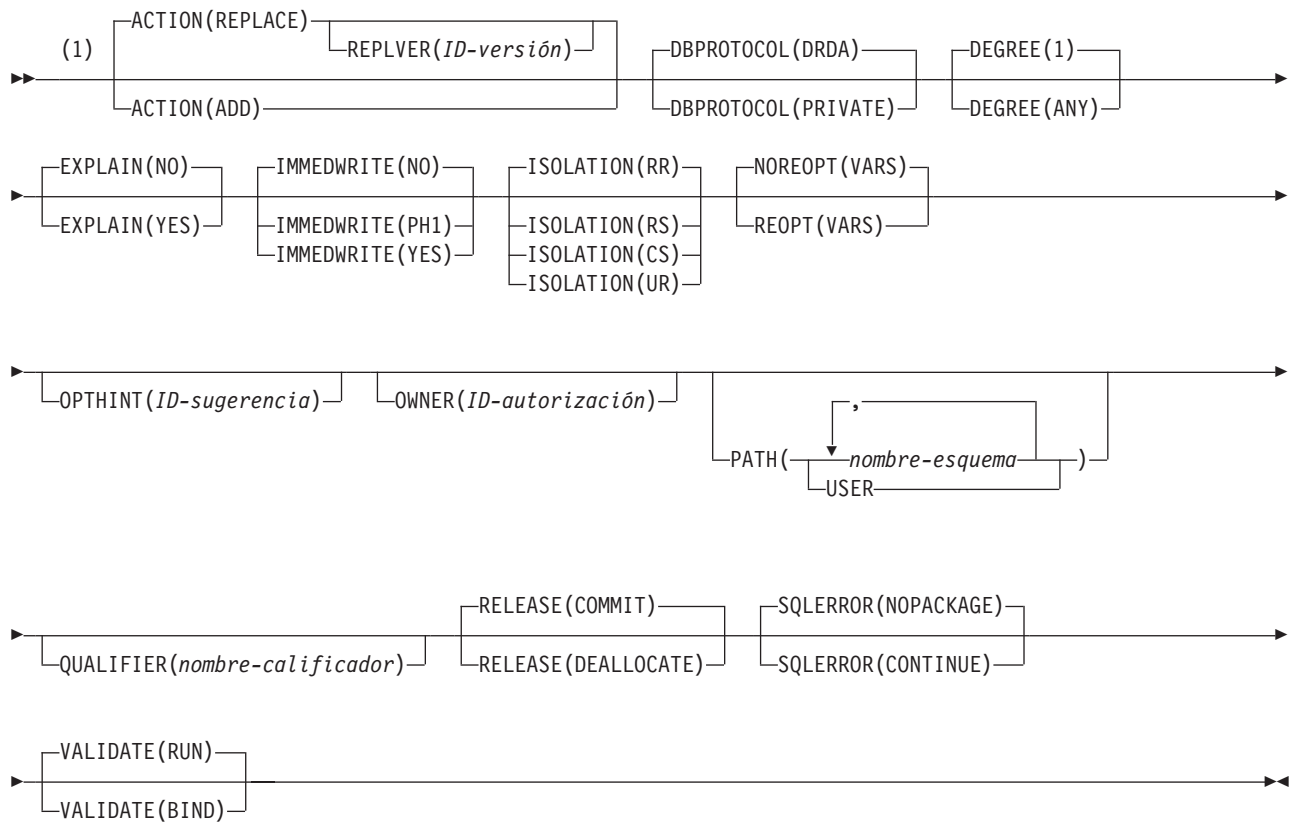 ACTION(REPLACE)
(1) REPLVER(ID-versión) DBPROTOCOL(DRDA) DEGREE(1)
ACTION(ADD) DBPROTOCOL(PRIVATE) DEGREE(ANY)
EXPLAIN(NO) IMMEDWRITE(NO) ISOLATION(RR) NOREOPT(VARS)
EXPLAIN(YES) IMMEDWRITE(PH1) ISOLATION(RS) REOPT(VARS)
IMMEDWRITE(YES) ISOLATION(CS)
ISOLATION(UR)
OPTHINT(ID-sugerencia) OWNER(ID-autorización)
,
PATH( nombre-esquema )
USER
RELEASE(COMMIT) SQLERROR(NOPACKAGE)
QUALIFIER(nombre-calificador) RELEASE(DEALLOCATE) SQLERROR(CONTINUE)
VALIDATE(RUN)
VALIDATE(BIND)